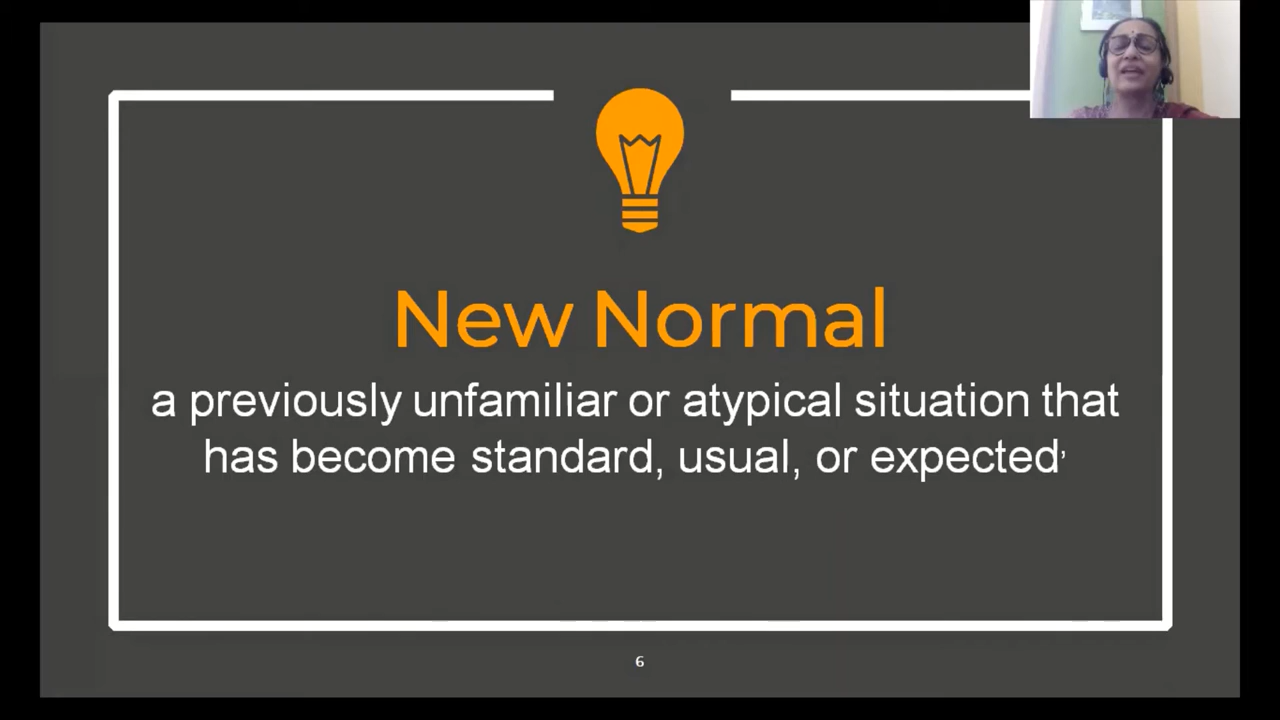 New Normal
a previously unfamiliar or atypical situation that
has become standard, usual, or expected’
6